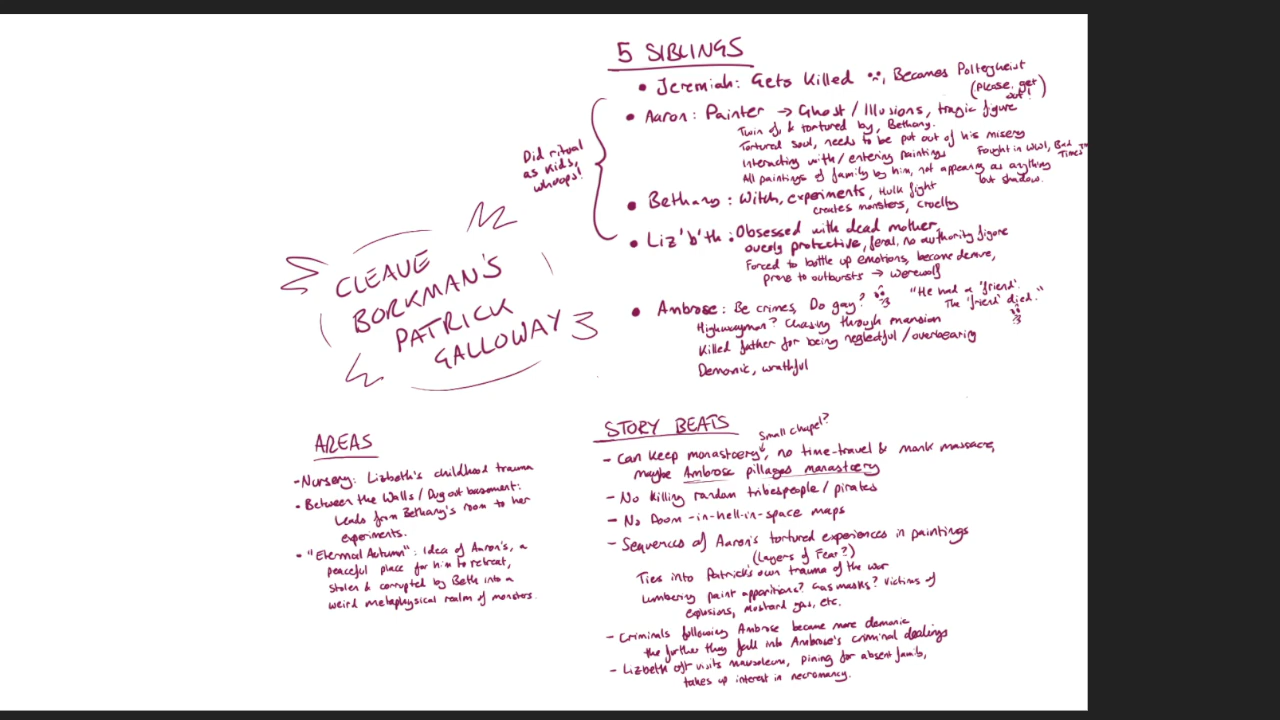 5 SIBLINGS
• Jeremiah: Gets Killed :(, Becomes Poltergheist
(Please, get out!)
• Aaron: Painter → Ghost / Illusions, tragic figure
Twin of, & tortured by, Bethany.
Tortured soul, needs to be put out of his misery
Interacting with / entering paintings
Fought in WWI, Bad Times
All paintings of family by him, not appearing as anything
but shadow.
Did ritual
as kids,
whoops!
• Bethany: Witch, experiments, Hulk fight
creates monsters, cruelty
• Liz'b'th: Obsessed with dead mother,
overly protective, feral, no authority figure
Forced to bottle up emotions, become demure,
prone to outbursts → werewolf
• Ambrose: Be crimes, Do gay?
"He had a 'friend'.
The 'friend' died."
Highwayman? Chasing through mansion
Killed father for being neglectful / overbearing
Demonic, wrathful
CLEAVE
BORKMAN'S
PATRICK
GALLOWAY
AREAS
- Nursery: Lizbeth's childhood trauma
• Between the Walls / Dug out basement:
Leads from Bethany's room to her
experiments.
• "Eternal Autumn": Idea of Aaron's, a
peaceful place for him to retreat,
stolen & corrupted by Beth into a
weird metaphysical realm of monsters.
STORY BEATS
Small chapel?
- Can keep monastoery, no time-travel & monk massacre,
maybe Ambrose pillages monastoery
- No killing random tribespeople / pirates
- No Doom-in-hell-in-space maps
- Sequences of Aaron's tortured experiences in paintings
(Layers of Fear?)
Ties into Patrick's own trauma of the war
Lumbering paint apparitions? Gas masks? Victims of
explosions, mustard gas, etc.
- Criminals following Ambrose become more demonic
the further they fall into Ambrose's criminal dealings
- Lizbeth oft visits mausoleum, pining for absent family,
takes up interest in necromancy.